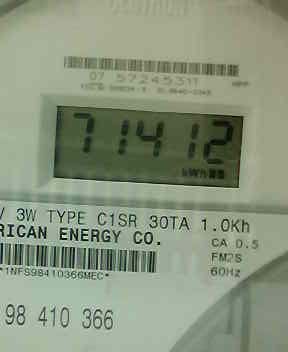 CENTRON
07 57245311
71412
kWh
V 3W TYPE C1SR 30TA 1.0Kh
RICAN ENERGY CO.
CA 0.5
FM2S
60Hz
*1NFS98410366MEC*
98 410 366